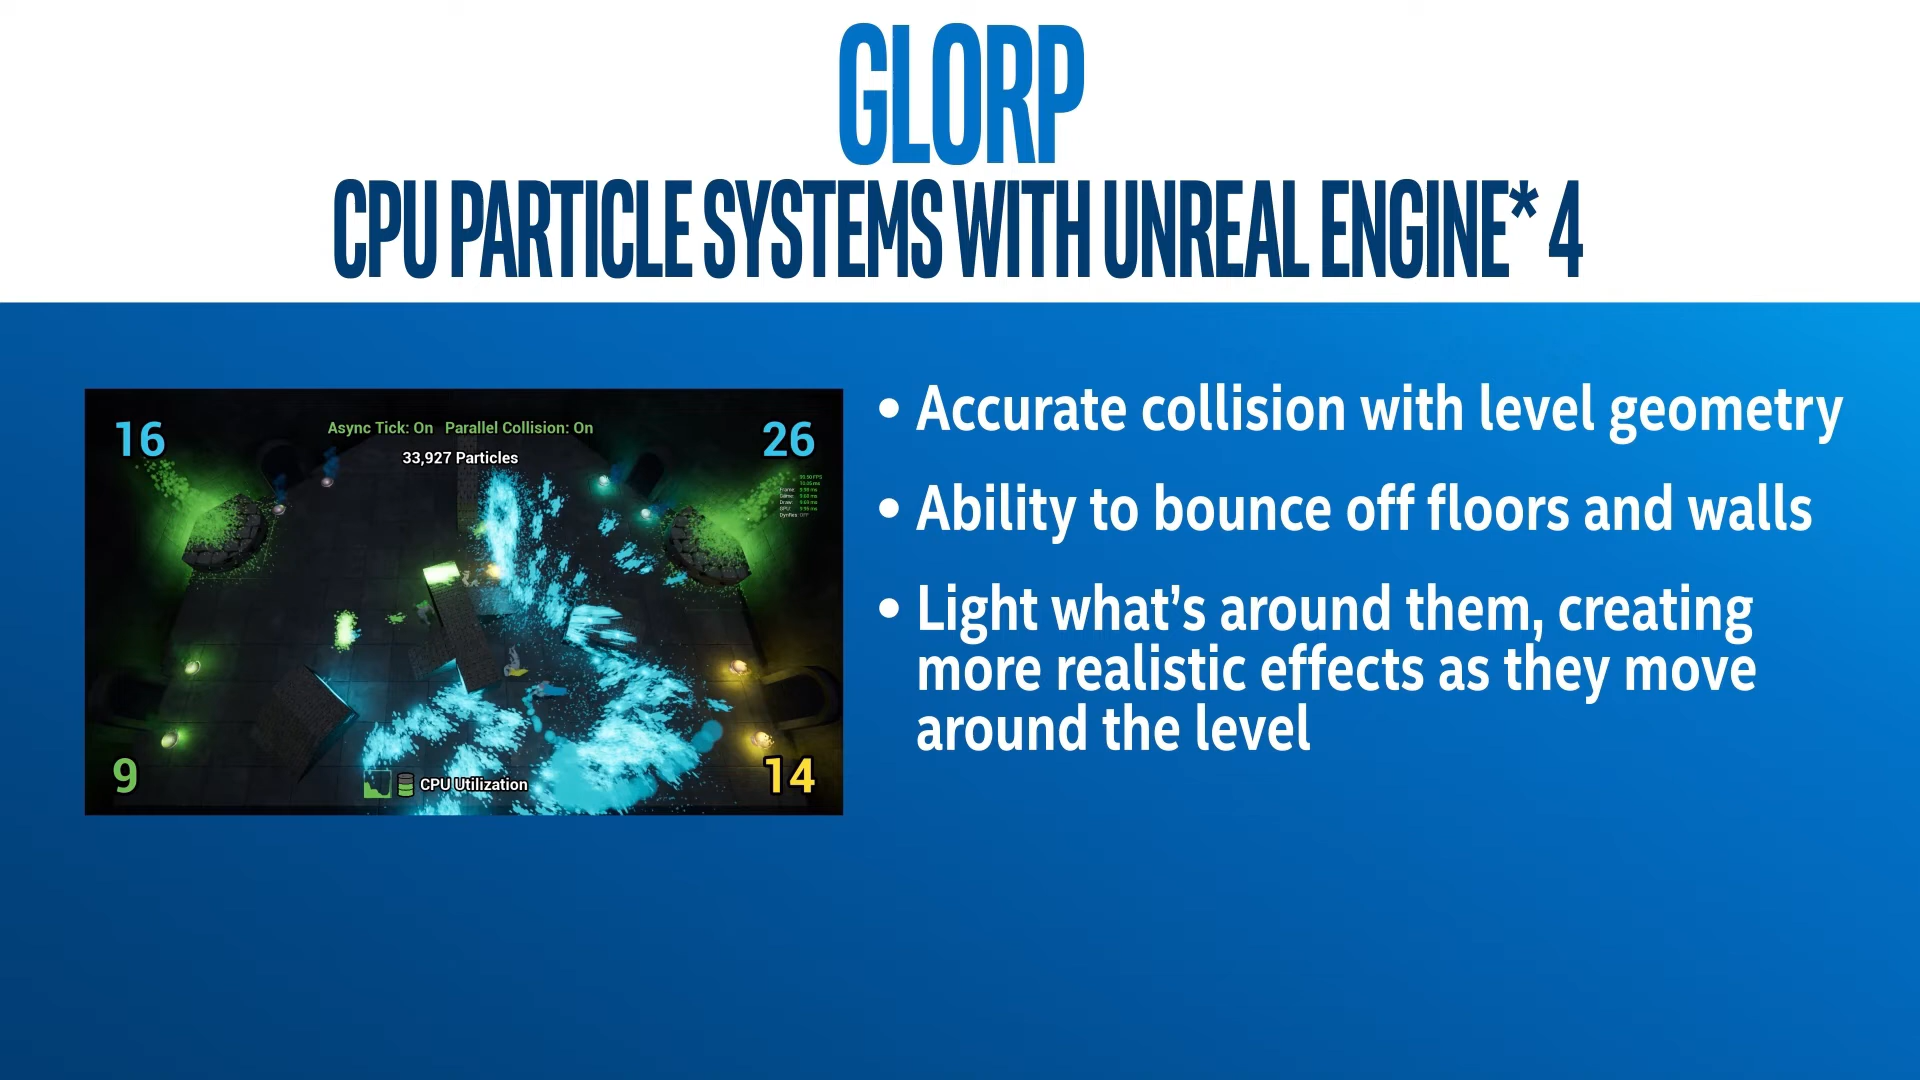 GLORP
CPU PARTICLE SYSTEMS WITH UNREAL ENGINE* 4
16
Async Tick: On Parallel Collision: On
26
33,927 Particles
9
CPU Utilization
14
• Accurate collision with level geometry
• Ability to bounce off floors and walls
• Light what’s around them, creating
more realistic effects as they move
around the level